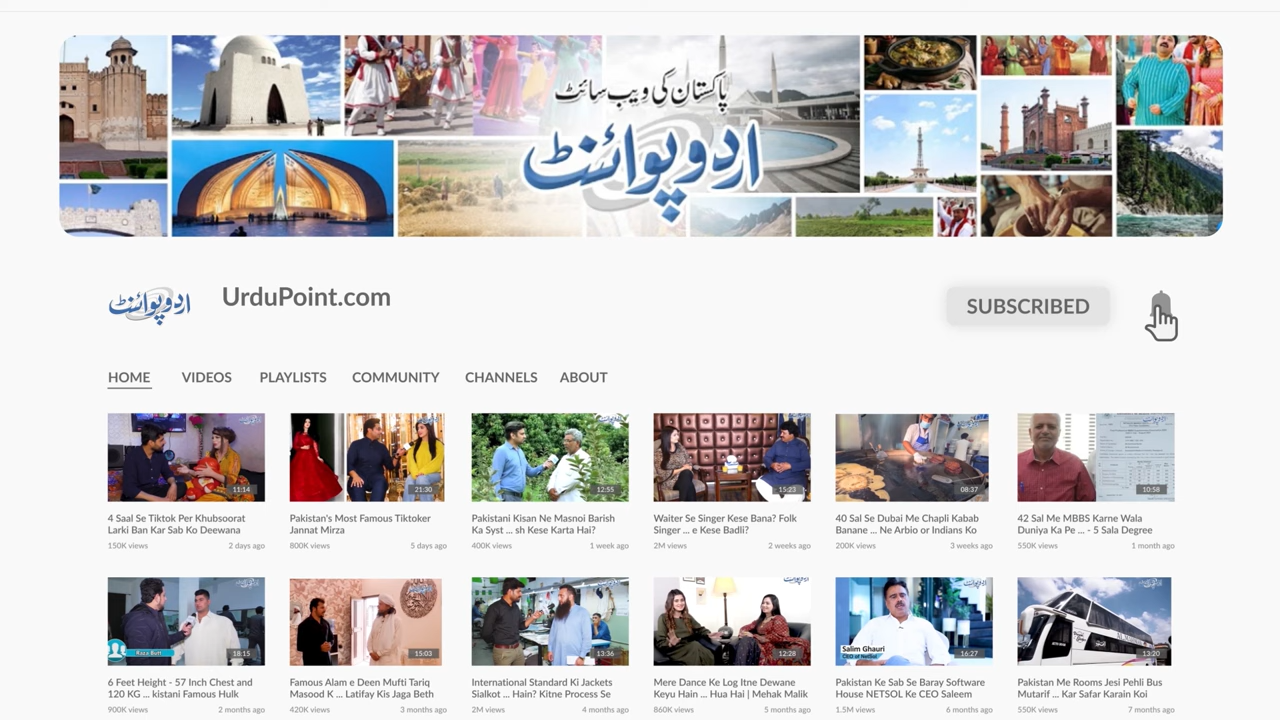 پاکستان کی ویب سائٹ
اردو پوائنٹ
اردو پوائنٹ
UrduPoint.com
SUBSCRIBED
HOME VIDEOS PLAYLISTS COMMUNITY CHANNELS ABOUT
11:14
21:30
12:55
15:23
08:37
10:58
4 Saal Se Tiktok Per Khubsoorat
Larki Ban Kar Sab Ko Deewana
150K views 2 days ago
Pakistan's Most Famous Tiktoker
Jannat Mirza
800K views 5 days ago
Pakistani Kisan Ne Masnoi Barish
Ka Syst ... sh Kese Karta Hai?
400K views 1 week ago
Waiter Se Singer Kese Bana? Folk
Singer ... e Kese Badli?
2M views 2 weeks ago
40 Sal Se Dubai Me Chapli Kabab
Banane ... Ne Arbio or Indians Ko
200K views 3 weeks ago
42 Sal Me MBBS Karne Wala
Duniya Ka Pe ... - 5 Sala Degree
550K views 1 month ago
Raza Butt
18:15
15:03
13:36
12:28
Salim Ghauri
CEO of NetSol
16:27
13:20
6 Feet Height - 57 Inch Chest and
120 KG ... kistani Famous Hulk
900K views 2 months ago
Famous Alam e Deen Mufti Tariq
Masood K ... Latifay Kis Jaga Beth
420K views 3 months ago
International Standard Ki Jackets
Sialkot ... Hain? Kitne Process Se
2M views 4 months ago
Mere Dance Ke Log Itne Dewane
Keyu Hain ... Hua Hai | Mehak Malik
860K views 5 months ago
Pakistan Ke Sab Se Baray Software
House NETSOL Ke CEO Saleem
1.5M views 6 months ago
Pakistan Me Rooms Jesi Pehli Bus
Mutarif ... Kar Safar Karain Koi
550K views 7 months ago